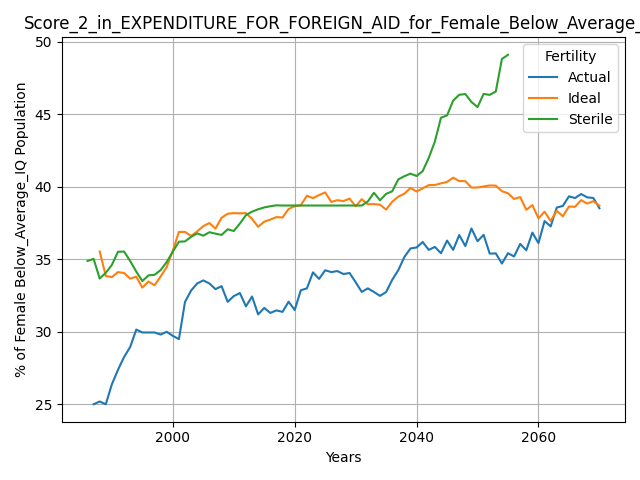 Score_2_in_EXPENDITURE_FOR_FOREIGN_AID_for_Female_Below_Average_
50
45
40
35
30
25
% of Female Below_Average_IQ Population
Fertility
Actual
Ideal
Sterile
2000 2020 2040 2060
Years